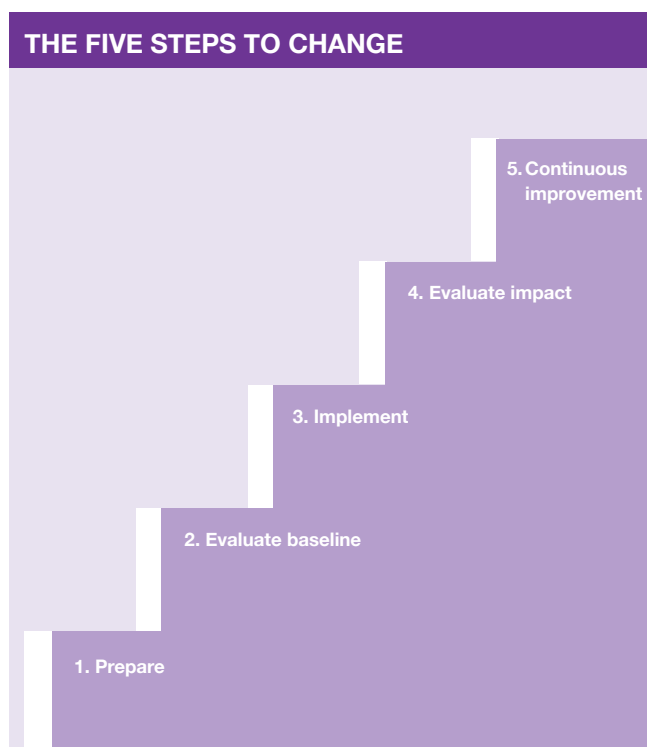 THE FIVE STEPS TO CHANGE
5. Continuous
improvement
4. Evaluate impact
3. Implement
2. Evaluate baseline
1. Prepare